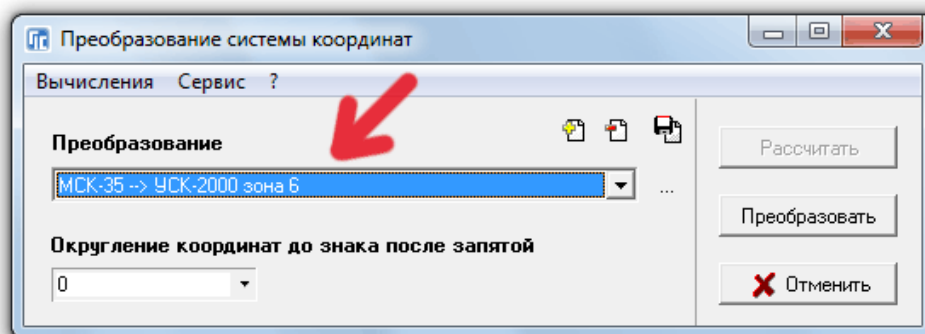 Преобразование системы координат
Вычисления Сервис ?
Преобразование
МСК-35 --> УСК-2000 зона 6
...
Округление координат до знака после запятой
0
Рассчитать
Преобразовать
Отменить